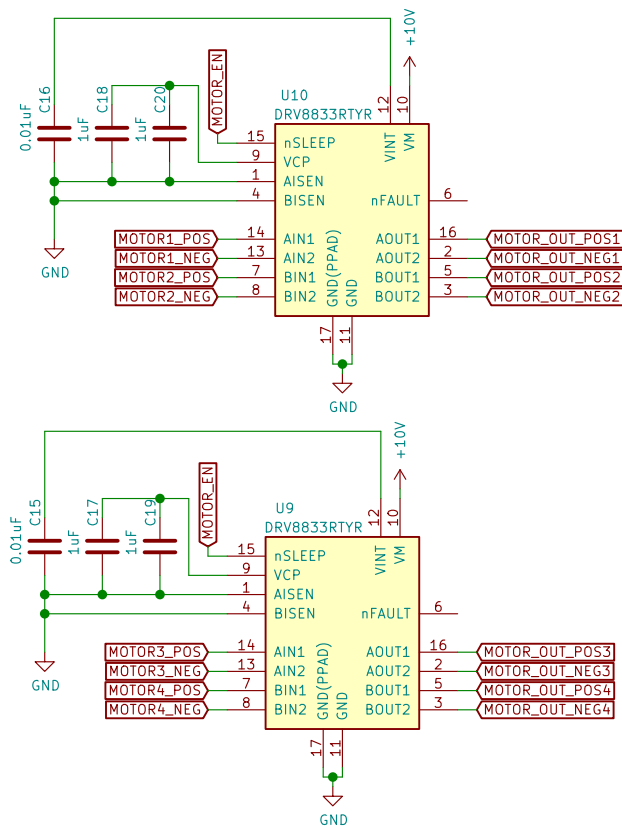 +10V
C16
0.01uF
C18
1uF
C20
1uF
MOTOR_EN
U10
DRV8833RTYR
12
10
VINT
VM
15 nSLEEP
9 VCP
1 AISEN
4 BISEN
nFAULT 6
MOTOR1_POS 14 AIN1
MOTOR1_NEG 13 AIN2
MOTOR2_POS 7 BIN1
MOTOR2_NEG 8 BIN2
AOUT1 16 MOTOR_OUT_POS1
AOUT2 2 MOTOR_OUT_NEG1
BOUT1 5 MOTOR_OUT_POS2
BOUT2 3 MOTOR_OUT_NEG2
GND(PPAD)
GND
17
11
GND
GND
+10V
C15
0.01uF
C17
1uF
C19
1uF
MOTOR_EN
U9
DRV8833RTYR
12
10
VINT
VM
15 nSLEEP
9 VCP
1 AISEN
4 BISEN
nFAULT 6
MOTOR3_POS 14 AIN1
MOTOR3_NEG 13 AIN2
MOTOR4_POS 7 BIN1
MOTOR4_NEG 8 BIN2
AOUT1 16 MOTOR_OUT_POS3
AOUT2 2 MOTOR_OUT_NEG3
BOUT1 5 MOTOR_OUT_POS4
BOUT2 3 MOTOR_OUT_NEG4
GND(PPAD)
GND
17
11
GND
GND